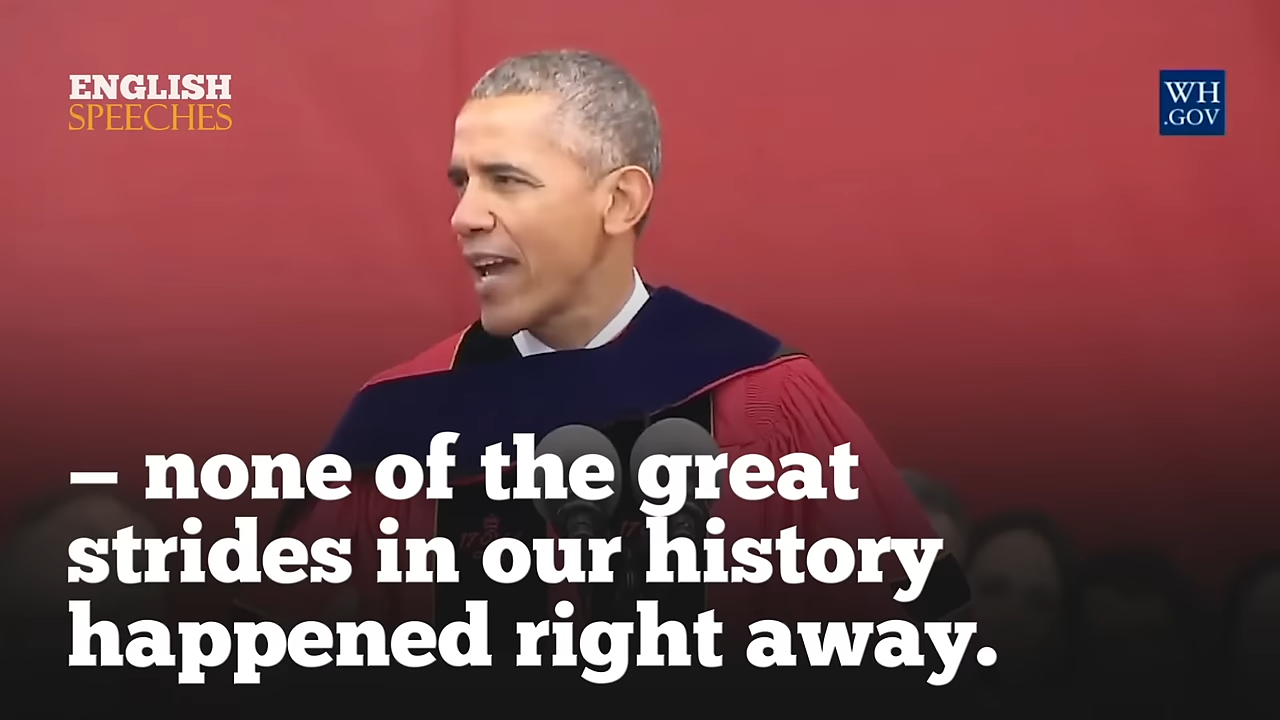 ENGLISH
SPEECHES
WH
.GOV
– none of the great
strides in our history
happened right away.